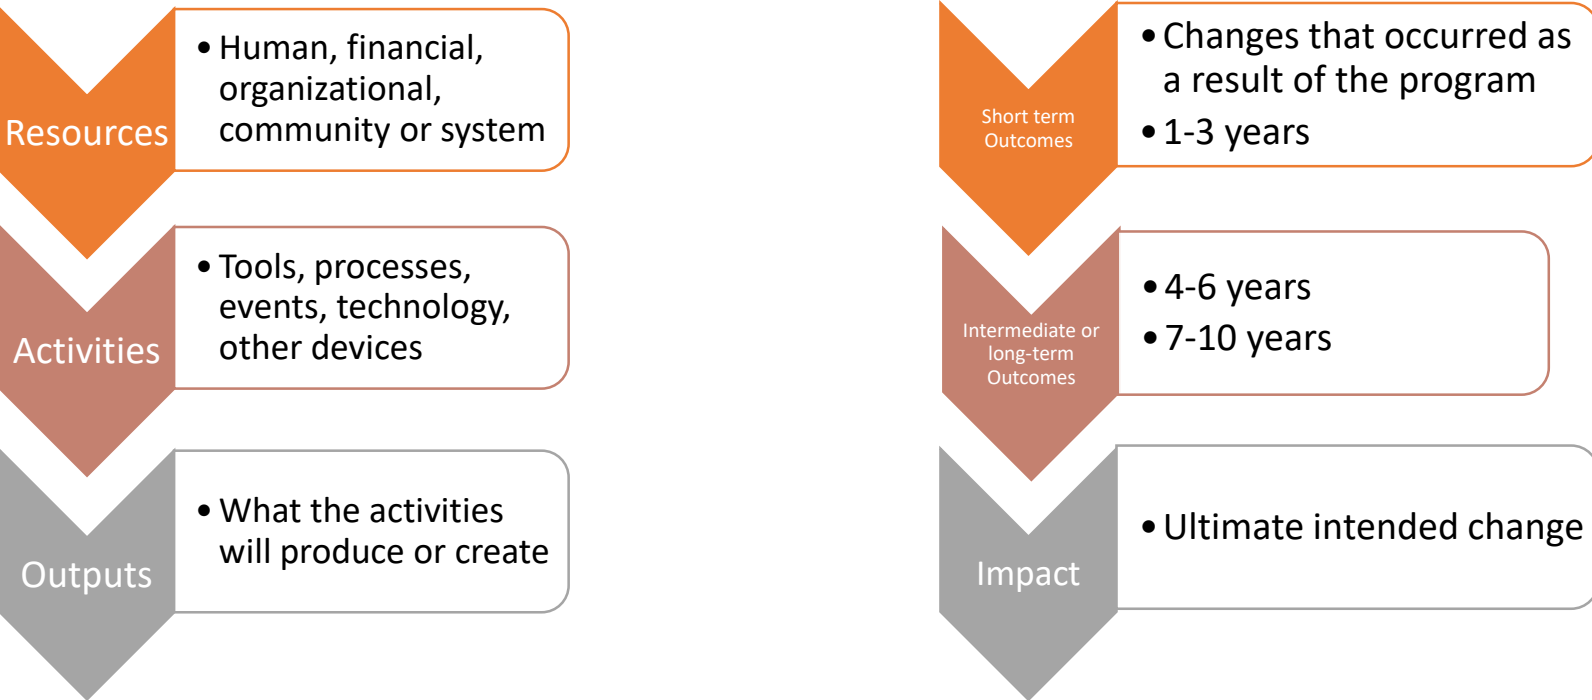 Resources
• Human, financial,
organizational,
community or system
Activities
• Tools, processes,
events, technology,
other devices
Outputs
• What the activities
will produce or create
Short term
Outcomes
• Changes that occurred as
a result of the program
• 1-3 years
Intermediate or
long-term
Outcomes
• 4-6 years
• 7-10 years
Impact
• Ultimate intended change